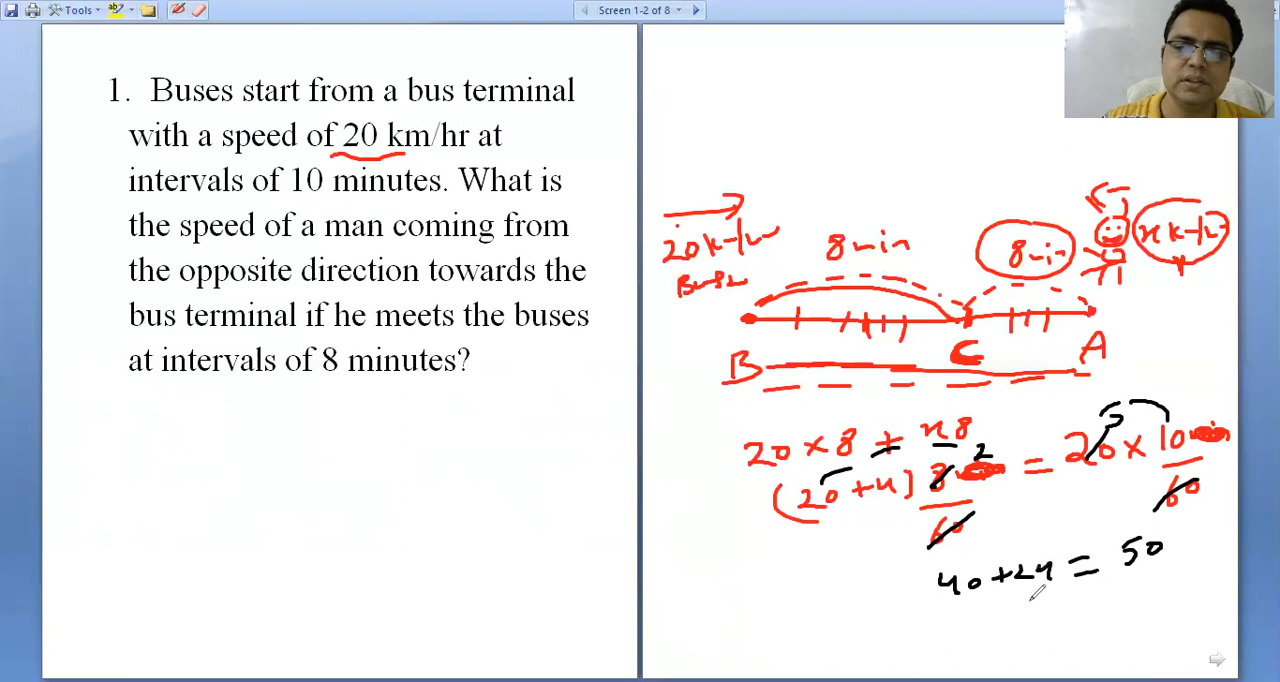 Tools
Screen 1-2 of 8
1. Buses start from a bus terminal
with a speed of 20 km/hr at
intervals of 10 minutes. What is
the speed of a man coming from
the opposite direction towards the
bus terminal if he meets the buses
at intervals of 8 minutes?
8 min
8 min
B
C
A
20 × 8 + x8
= 20 × 10
60
(20 + x) 8
60
2
5
40 + 2x = 50